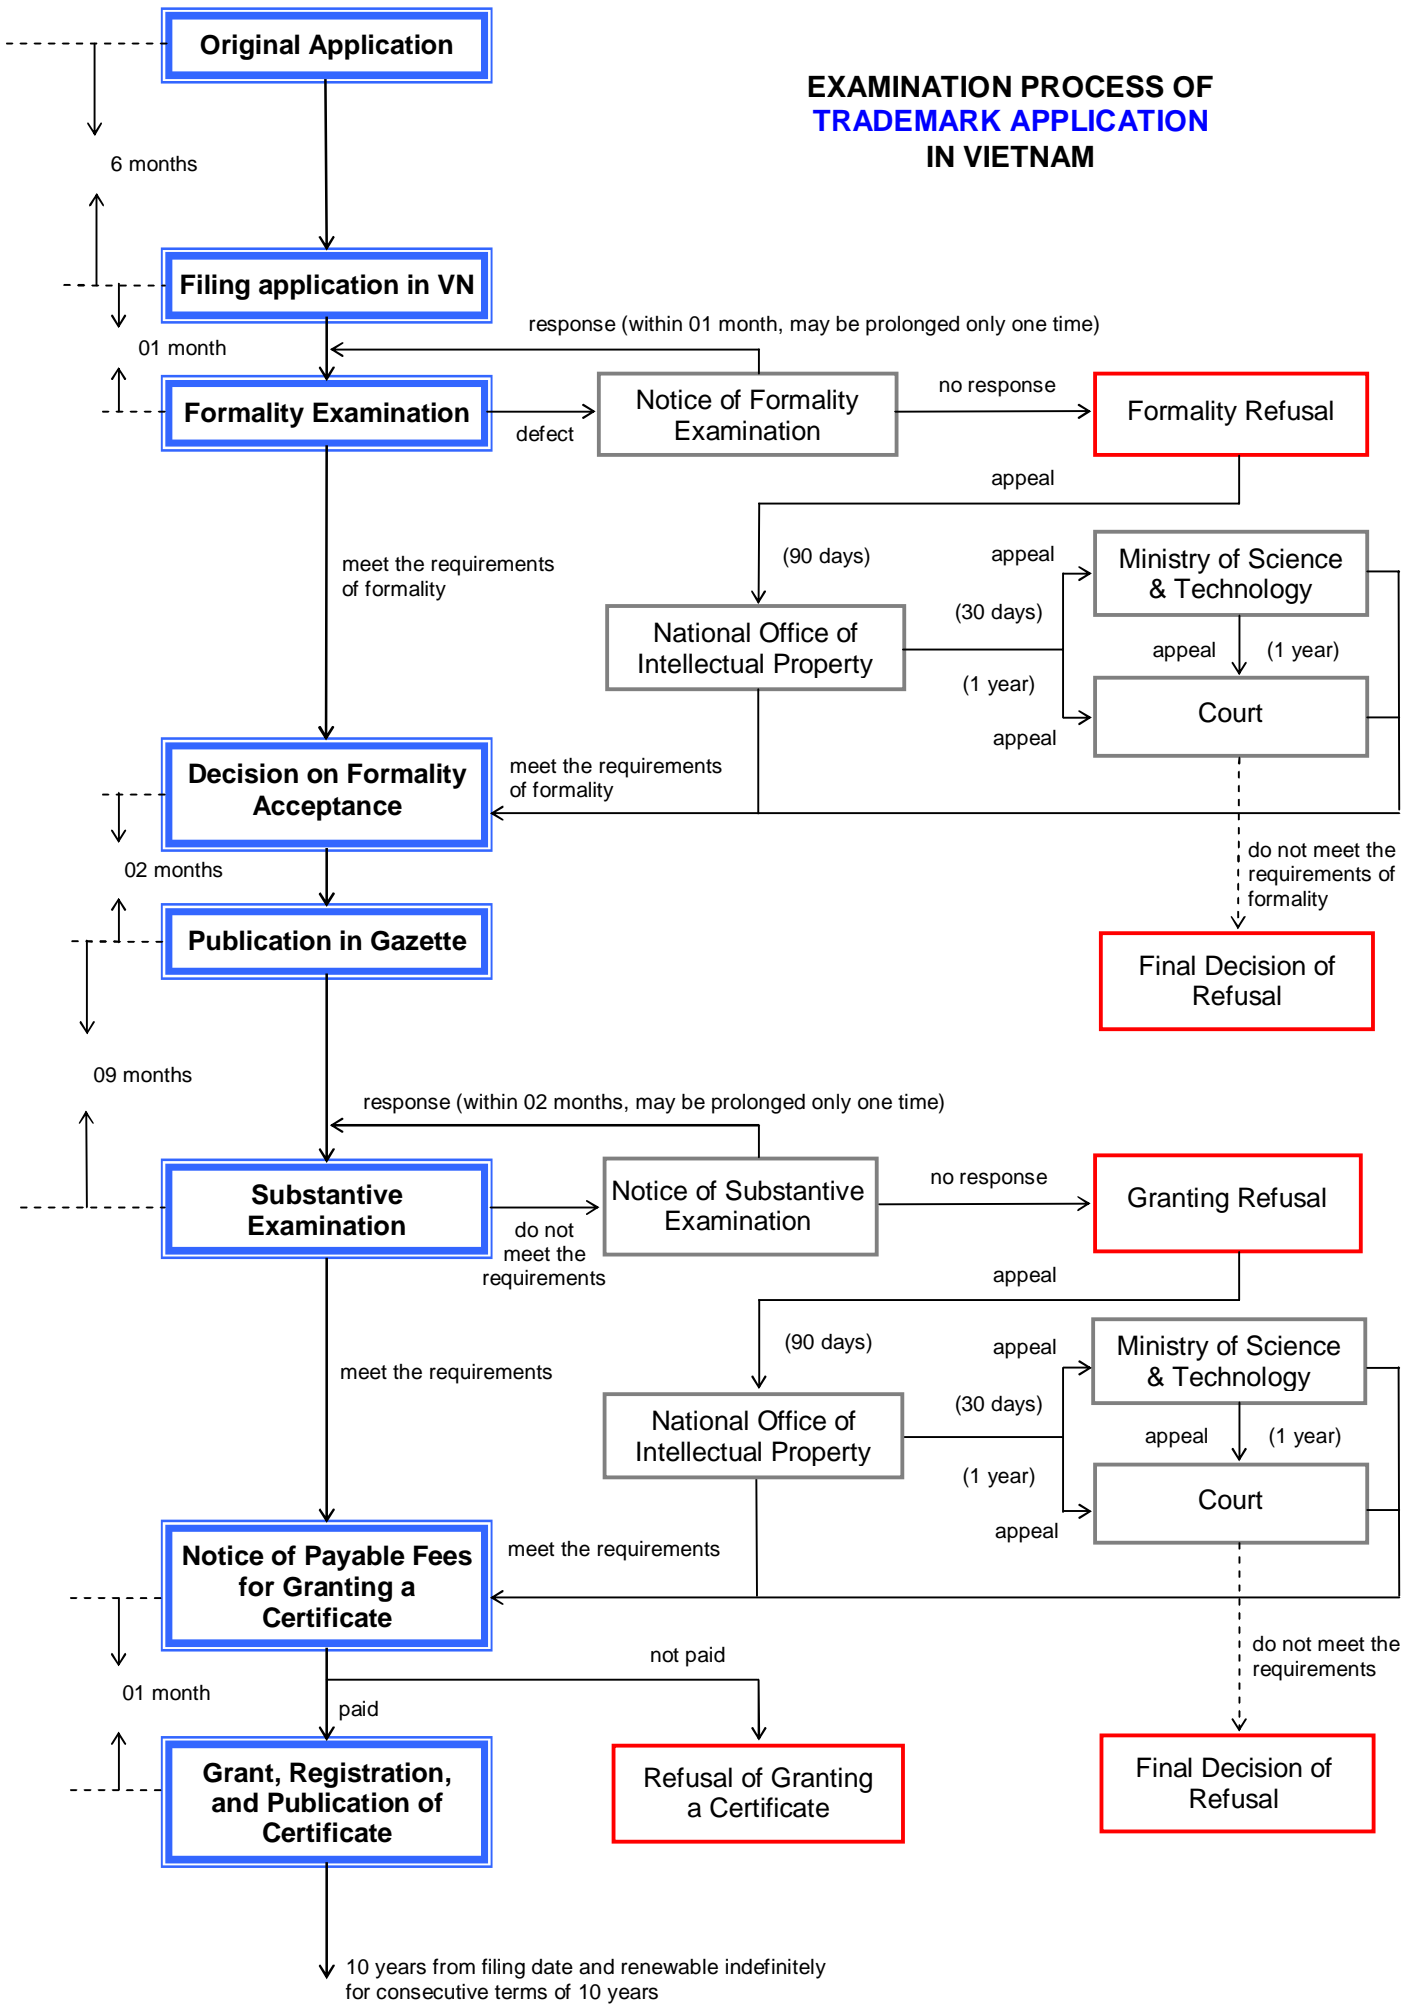 Original Application
EXAMINATION PROCESS OF
TRADEMARK APPLICATION
IN VIETNAM
6 months
Filing application in VN
response (within 01 month, may be prolonged only one time)
01 month
Formality Examination
defect
Notice of Formality
Examination
no response
Formality Refusal
appeal
meet the requirements
of formality
(90 days)
appeal
Ministry of Science
& Technology
(30 days)
National Office of
Intellectual Property
appeal
(1 year)
(1 year)
Court
appeal
Decision on Formality
Acceptance
meet the requirements
of formality
02 months
do not meet the
requirements of
formality
Publication in Gazette
Final Decision of
Refusal
09 months
response (within 02 months, may be prolonged only one time)
Substantive
Examination
do not
meet the
requirements
Notice of Substantive
Examination
no response
Granting Refusal
appeal
meet the requirements
(90 days)
appeal
Ministry of Science
& Technology
(30 days)
National Office of
Intellectual Property
appeal
(1 year)
(1 year)
Court
appeal
Notice of Payable Fees
for Granting a
Certificate
meet the requirements
do not meet the
requirements
not paid
01 month
paid
Grant, Registration,
and Publication of
Certificate
Refusal of Granting
a Certificate
Final Decision of
Refusal
10 years from filing date and renewable indefinitely
for consecutive terms of 10 years